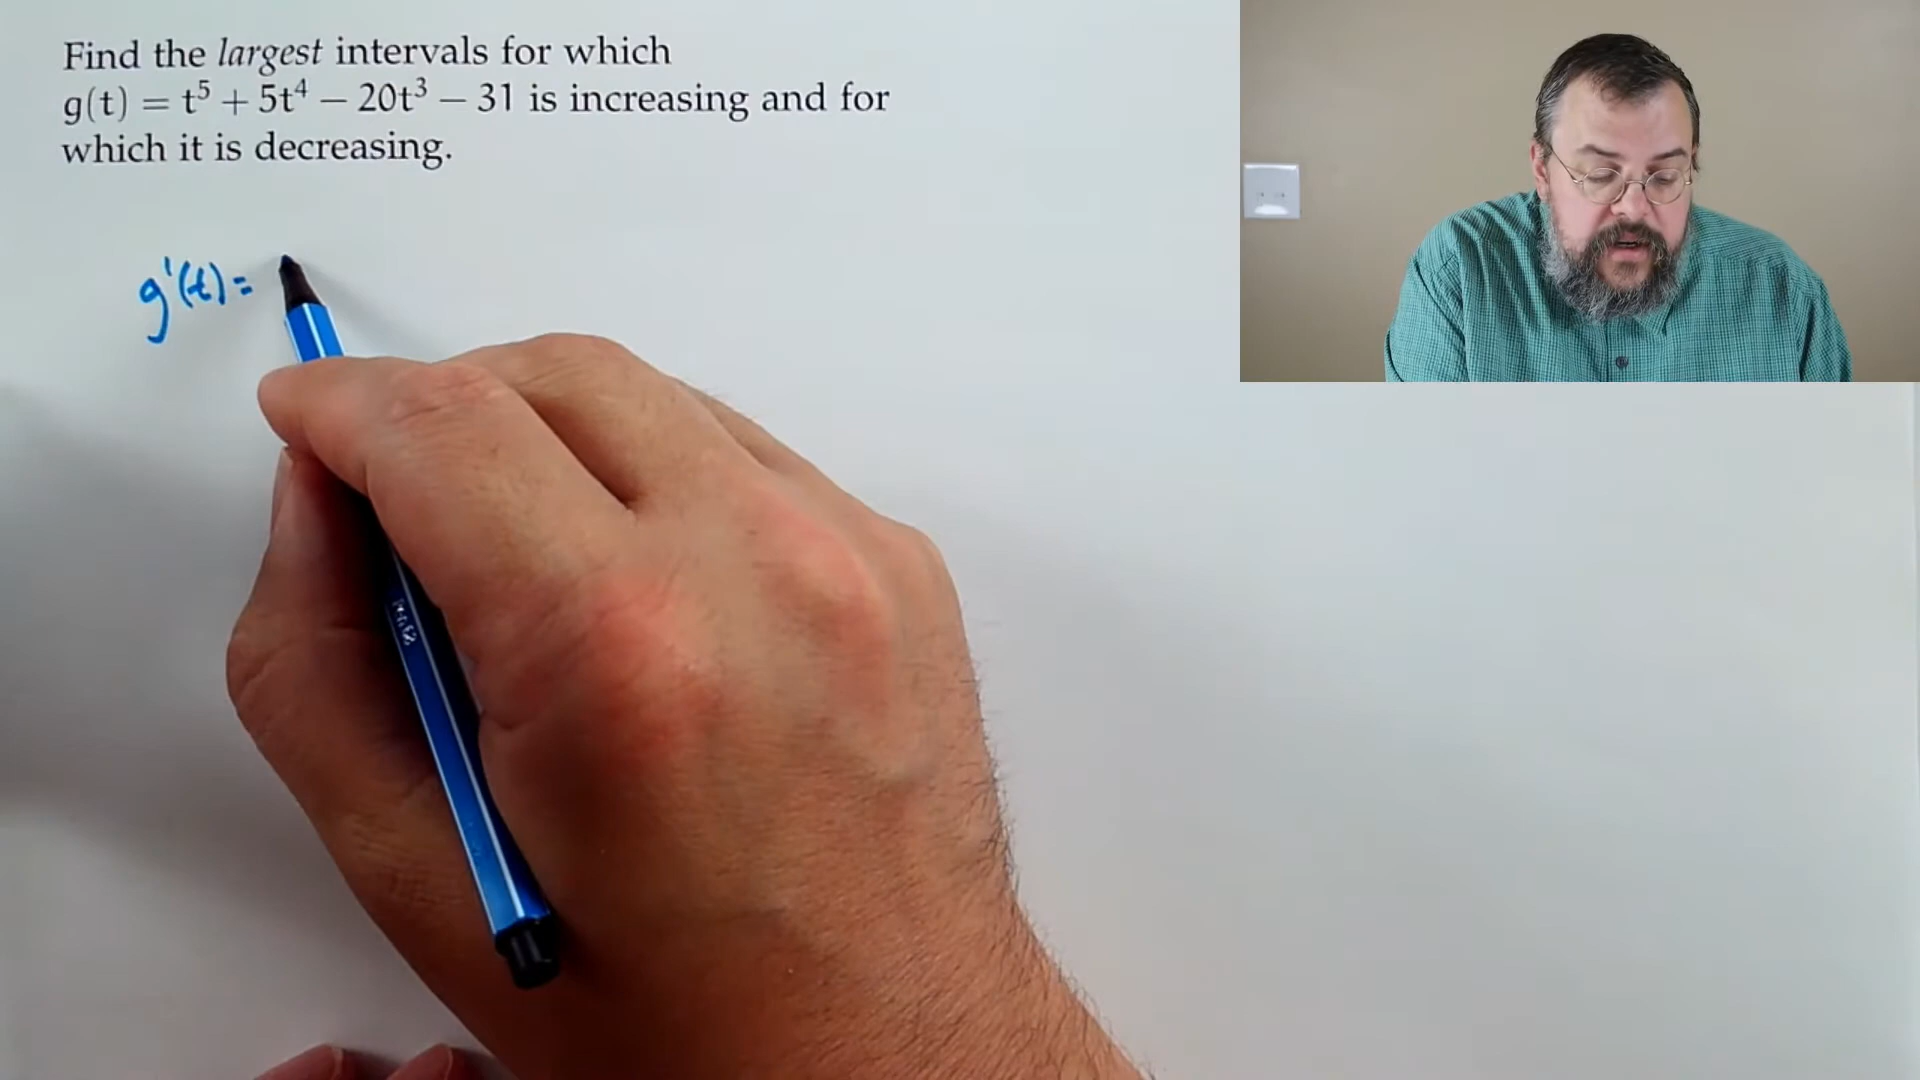 Find the largest intervals for which
g(t) = t⁵ + 5t⁴ − 20t³ − 31 is increasing and for
which it is decreasing.
g'(t) =